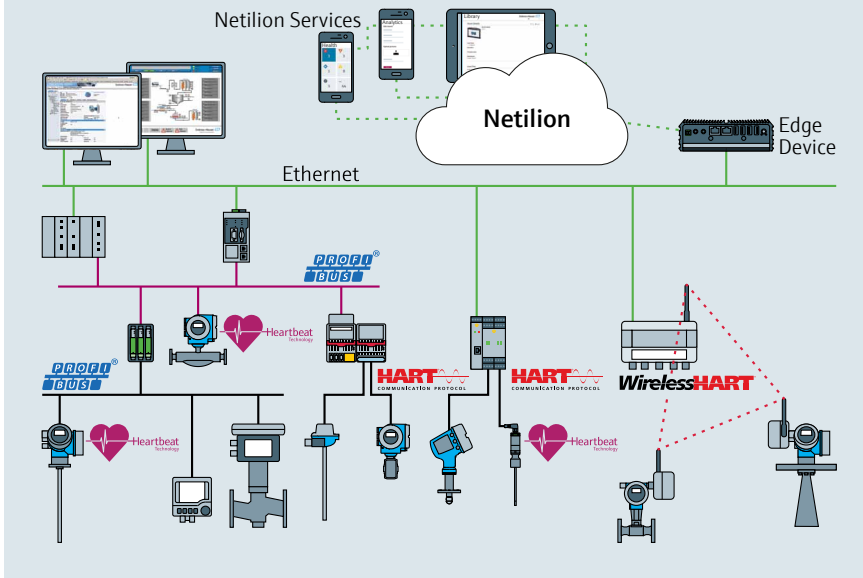 Netilion Services
Analytics
Health
Library
Netilion
Edge
Device
Ethernet
PROFI
BUS®
Heartbeat
Technology
PROFI
BUS®
HART
COMMUNICATION PROTOCOL
HART
COMMUNICATION PROTOCOL
WirelessHART
Heartbeat
Technology
Heartbeat
Technology